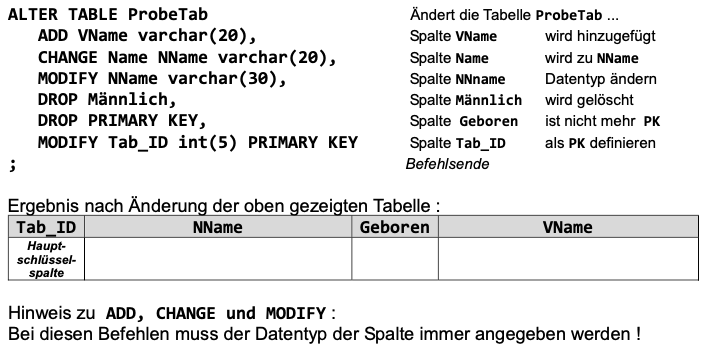 ALTER TABLE ProbeTab Ändert die Tabelle ProbeTab ...
ADD VName varchar(20), Spalte VName wird hinzugefügt
CHANGE Name NName varchar(20), Spalte Name wird zu NName
MODIFY NName varchar(30), Spalte NNname Datentyp ändern
DROP Männlich, Spalte Männlich wird gelöscht
DROP PRIMARY KEY, Spalte Geboren ist nicht mehr PK
MODIFY Tab_ID int(5) PRIMARY KEY Spalte Tab_ID als PK definieren
; Befehlsende
Ergebnis nach Änderung der oben gezeigten Tabelle :
Tab_ID NName Geboren VName
Haupt-
schlüssel-
spalte
Hinweis zu ADD, CHANGE und MODIFY :
Bei diesen Befehlen muss der Datentyp der Spalte immer angegeben werden !